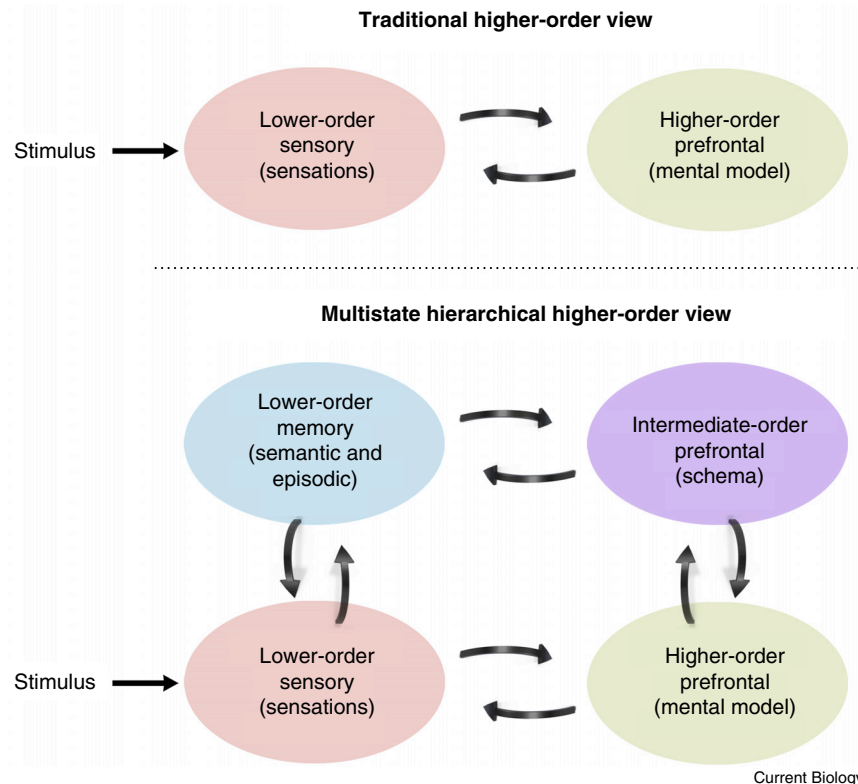 Traditional higher-order view
Stimulus
Lower-order
sensory
(sensations)
Higher-order
prefrontal
(mental model)
Multistate hierarchical higher-order view
Lower-order
memory
(semantic and
episodic)
Intermediate-order
prefrontal
(schema)
Stimulus
Lower-order
sensory
(sensations)
Higher-order
prefrontal
(mental model)
Current Biology